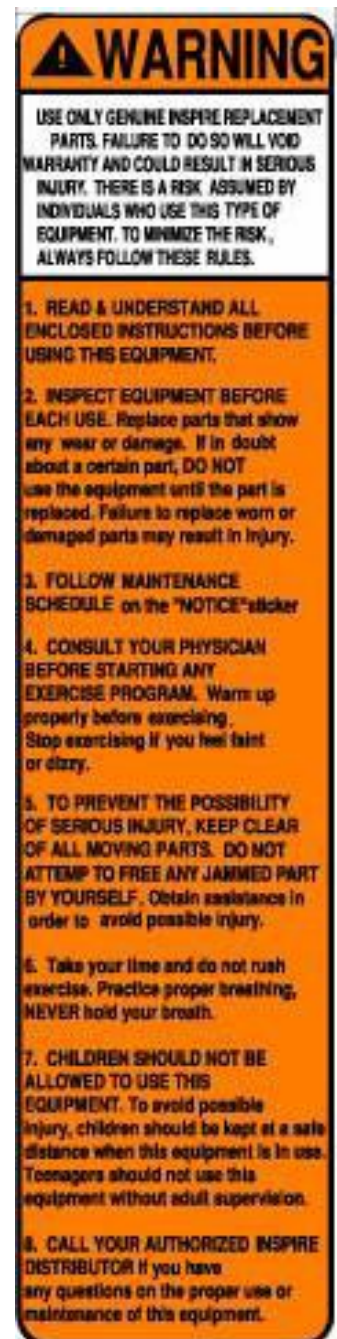 WARNING
USE ONLY GENUINE INSPIRE REPLACEMENT
PARTS. FAILURE TO DO SO WILL VOID
WARRANTY AND COULD RESULT IN SERIOUS
INJURY. THERE IS A RISK ASSUMED BY
INDIVIDUALS WHO USE THIS TYPE OF
EQUIPMENT. TO MINIMIZE THE RISK,
ALWAYS FOLLOW THESE RULES.
1. READ & UNDERSTAND ALL
ENCLOSED INSTRUCTIONS BEFORE
USING THIS EQUIPMENT.
2. INSPECT EQUIPMENT BEFORE
EACH USE. Replace parts that show
any wear or damage. If in doubt
about a certain part, DO NOT
use the equipment until the part is
replaced. Failure to replace worn or
damaged parts may result in injury.
3. FOLLOW MAINTENANCE
SCHEDULE on the "NOTICE"sticker
4. CONSULT YOUR PHYSICIAN
BEFORE STARTING ANY
EXERCISE PROGRAM. Warm up
properly before exercising.
Stop exercising if you feel faint
or dizzy.
5. TO PREVENT THE POSSIBILITY
OF SERIOUS INJURY, KEEP CLEAR
OF ALL MOVING PARTS. DO NOT
ATTEMP TO FREE ANY JAMMED PART
BY YOURSELF. Obtain assistance in
order to avoid possible injury.
6. Take your time and do not rush
exercise. Practice proper breathing,
NEVER hold your breath.
7. CHILDREN SHOULD NOT BE
ALLOWED TO USE THIS
EQUIPMENT. To avoid possible
injury, children should be kept at a safe
distance when this equipment is in use.
Teenagers should not use this
equipment without adult supervision.
8. CALL YOUR AUTHORIZED INSPIRE
DISTRIBUTOR if you have
any questions on the proper use or
maintenance of this equipment.